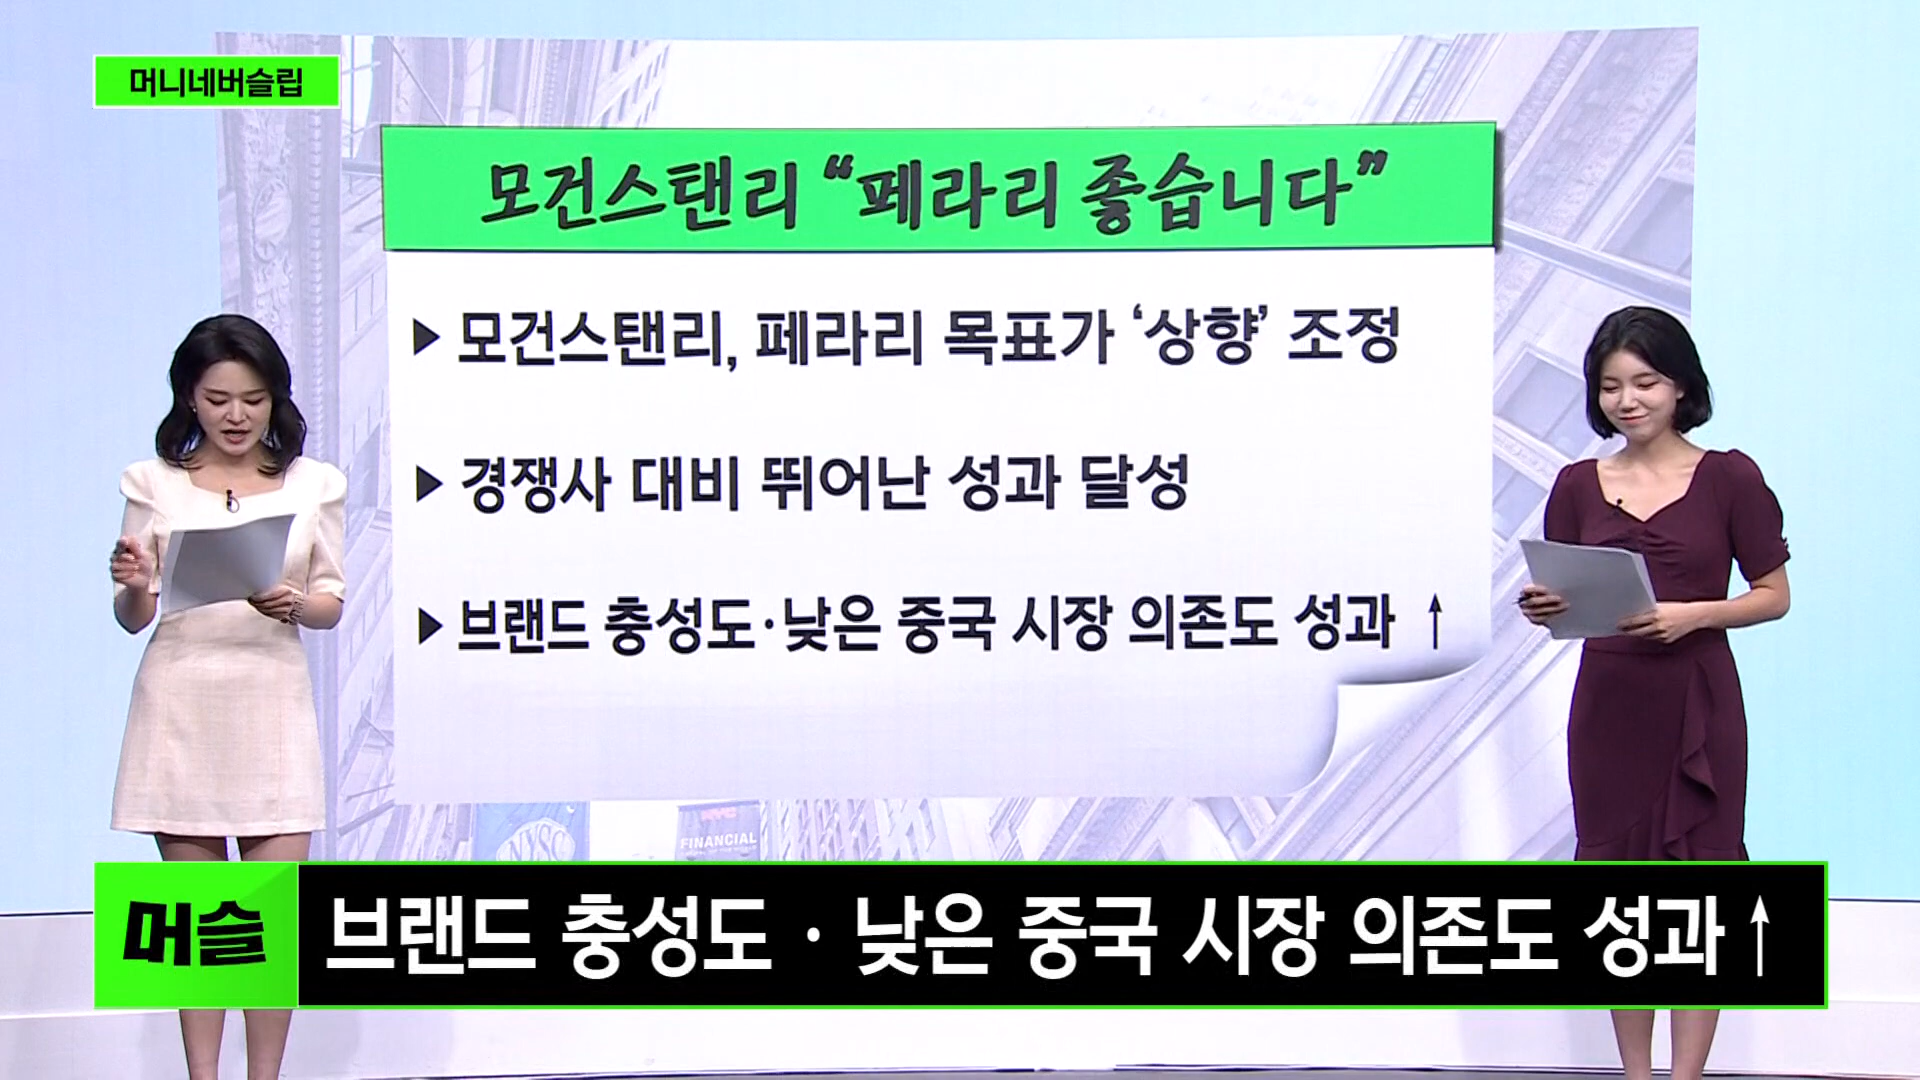 머니네버슬립
모건스탠리 “페라리 좋습니다”
▶ 모건스탠리, 페라리 목표가 ‘상향’ 조정
▶ 경쟁사 대비 뛰어난 성과 달성
▶ 브랜드 충성도·낮은 중국 시장 의존도 성과 ↑
NYSC
NYC
FINANCIAL
머슬
브랜드 충성도 · 낮은 중국 시장 의존도 성과↑